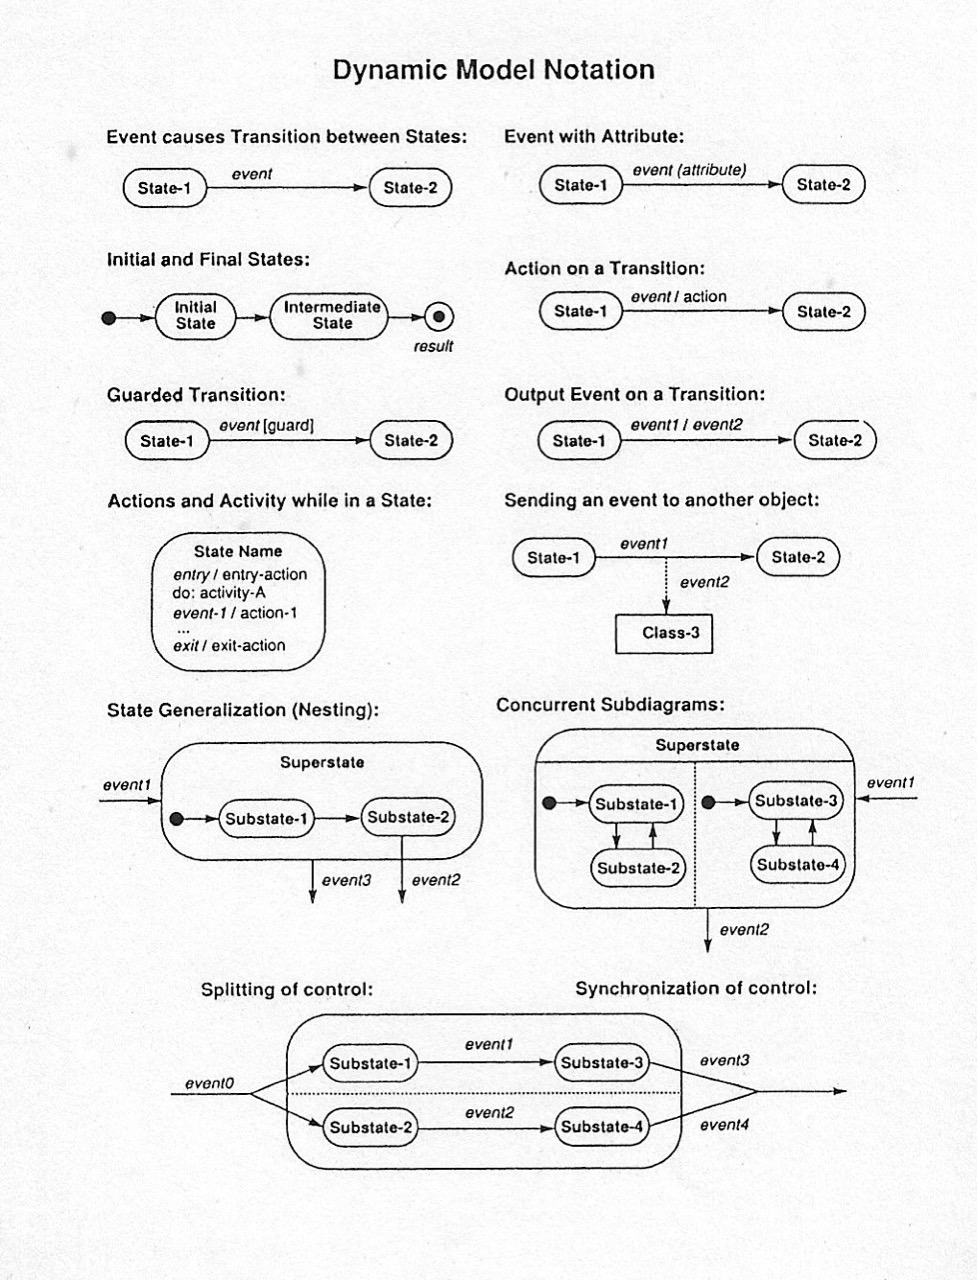 Dynamic Model Notation
Event causes Transition between States:
State-1
event
State-2
Event with Attribute:
State-1
event (attribute)
State-2
Initial and Final States:
Initial
State
Intermediate
State
result
Action on a Transition:
State-1
event / action
State-2
Guarded Transition:
State-1
event [guard]
State-2
Output Event on a Transition:
State-1
event1 / event2
State-2
Actions and Activity while in a State:
State Name
entry / entry-action
do: activity-A
event-1 / action-1
...
exit / exit-action
Sending an event to another object:
State-1
event1
State-2
event2
Class-3
State Generalization (Nesting):
Superstate
event1
Substate-1
Substate-2
event3
event2
Concurrent Subdiagrams:
Superstate
event1
Substate-1
Substate-3
Substate-2
Substate-4
event2
Splitting of control:
Synchronization of control:
event0
Substate-1
event1
Substate-3
event3
Substate-2
event2
Substate-4
event4